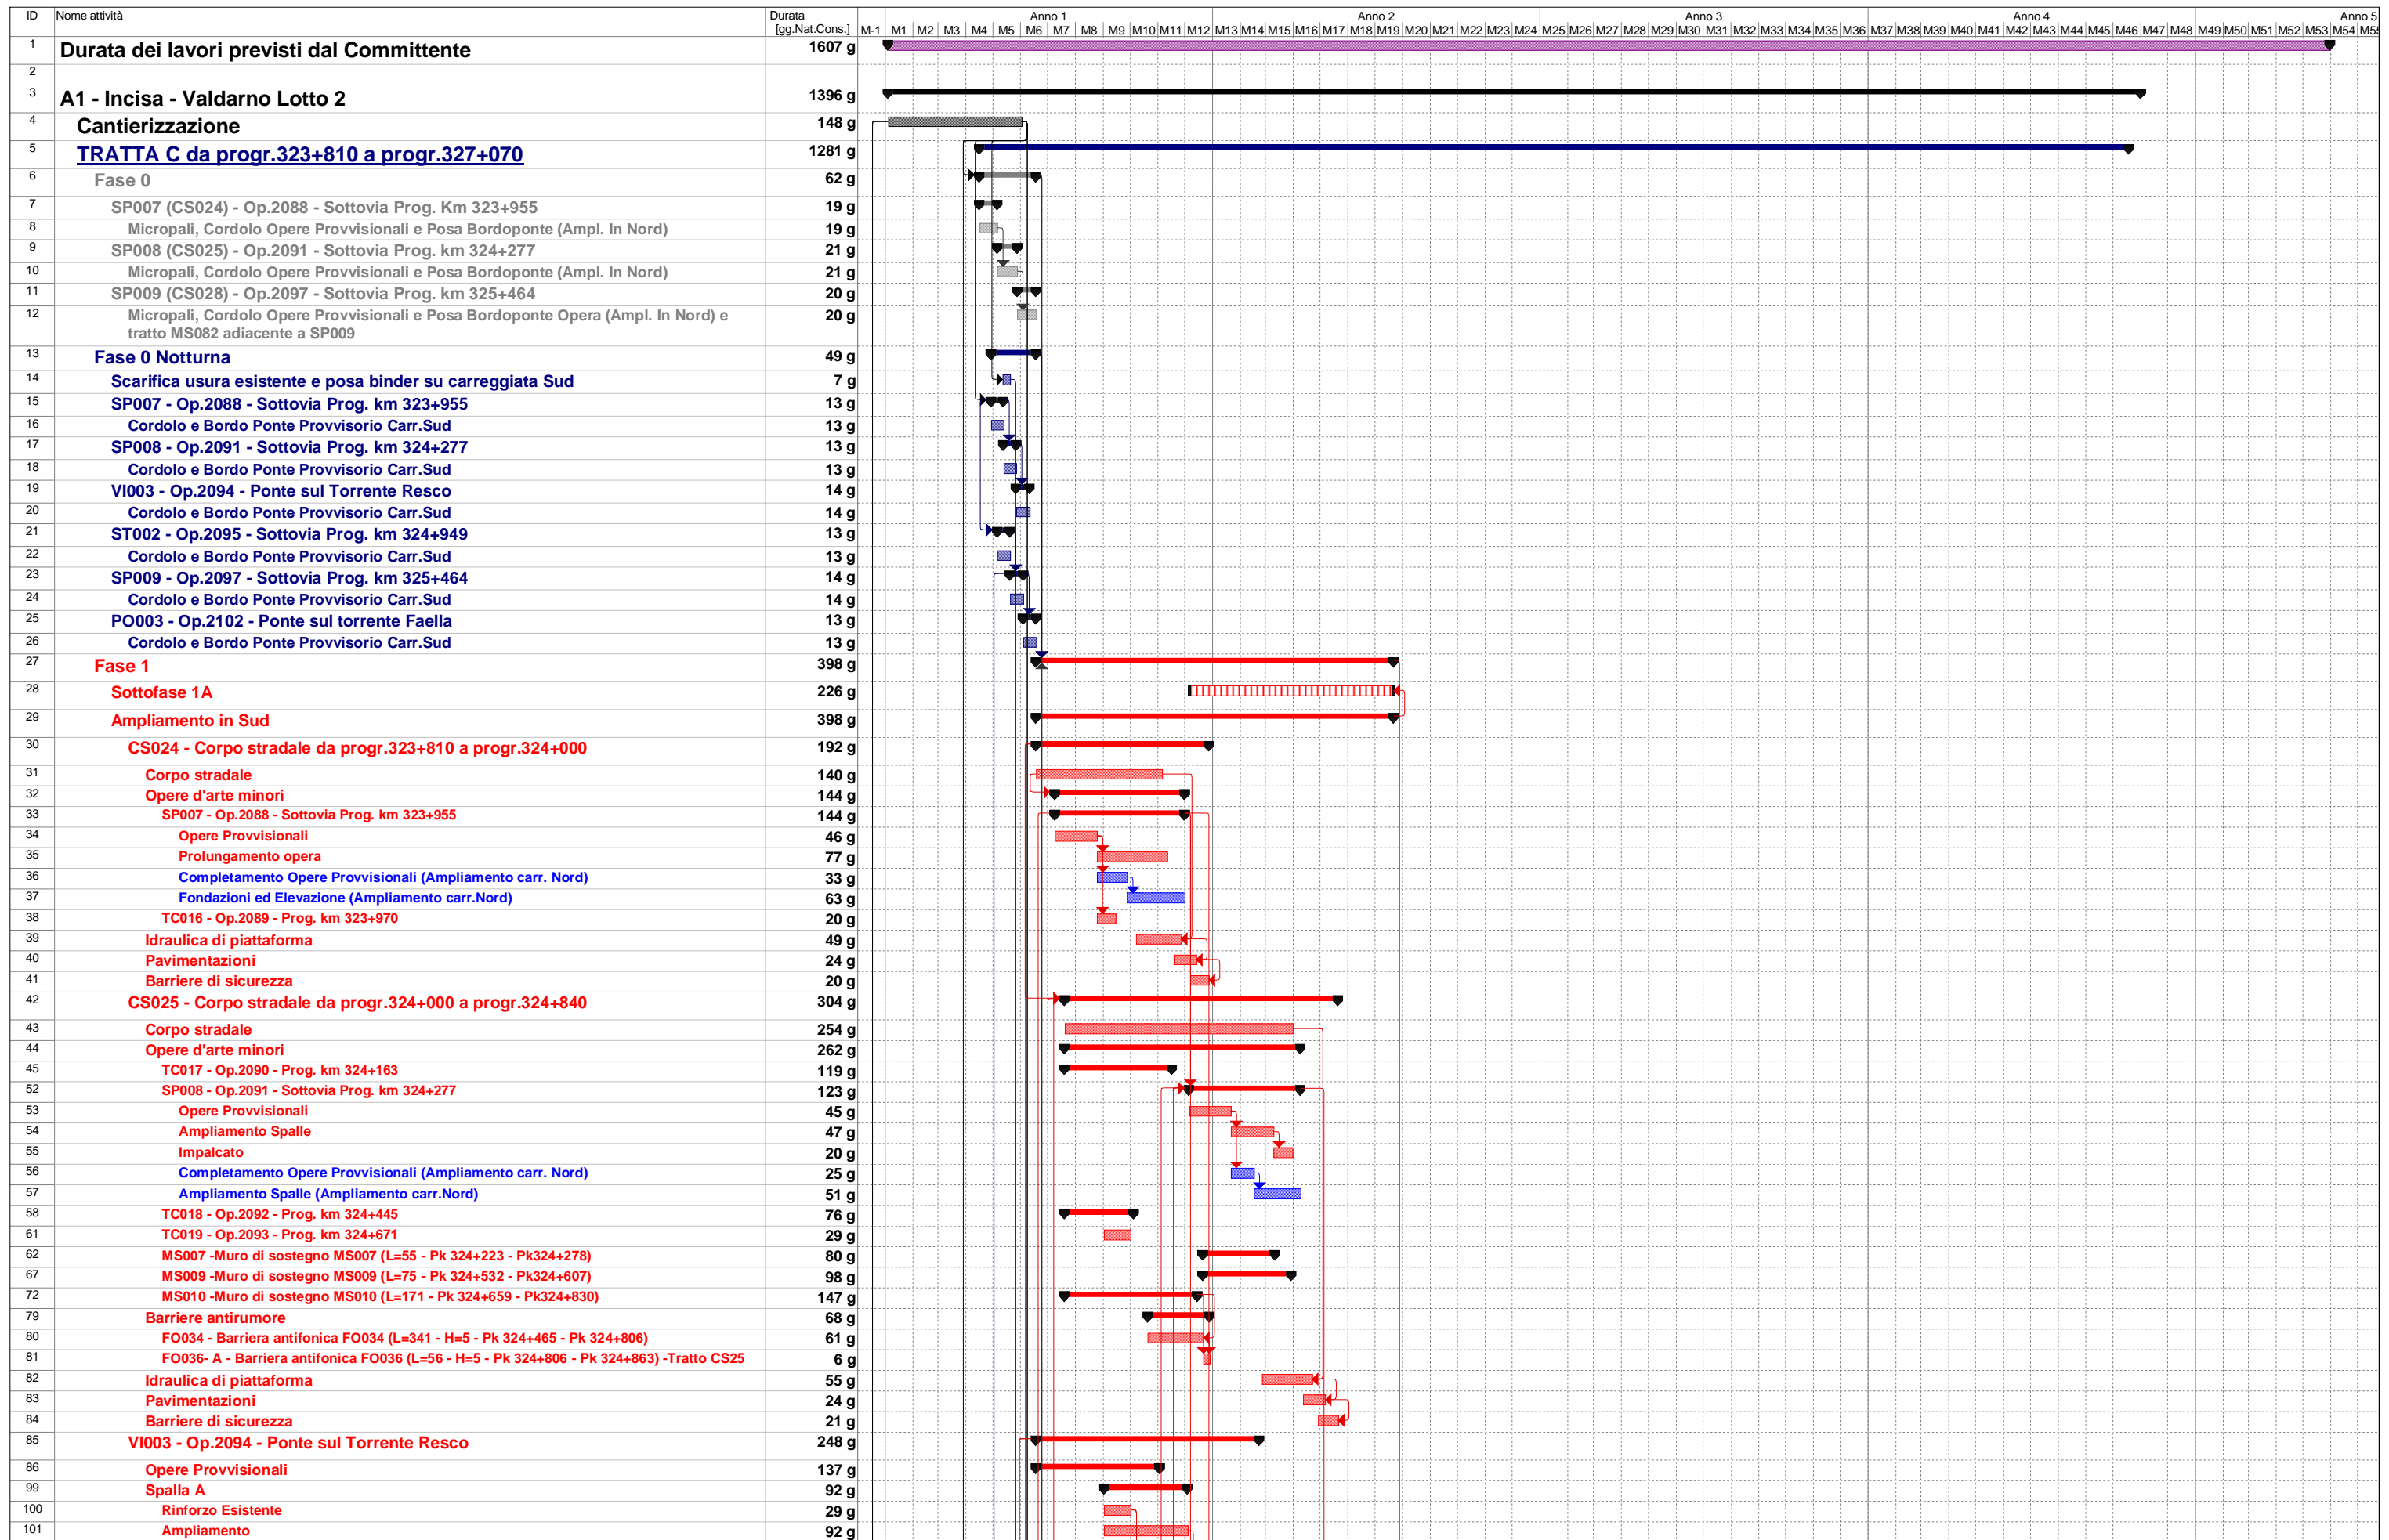 ID Nome attività Durata Anno 1 Anno 2 Anno 3 Anno 4 Anno 5
[gg.Nat.Cons.] M-1 M1 M2 M3 M4 M5 M6 M7 M8 M9 M10 M11 M12 M13 M14 M15 M16 M17 M18 M19 M20 M21 M22 M23 M24 M25 M26 M27 M28 M29 M30 M31 M32 M33 M34 M35 M36 M37 M38 M39 M40 M41 M42 M43 M44 M45 M46 M47 M48 M49 M50 M51 M52 M53 M54 M55
1 Durata dei lavori previsti dal Committente 1607 g
2
3 A1 - Incisa - Valdarno Lotto 2 1396 g
4 Cantierizzazione 148 g
5 TRATTA C da progr.323+810 a progr.327+070 1281 g
6 Fase 0 62 g
7 SP007 (CS024) - Op.2088 - Sottovia Prog. Km 323+955 19 g
8 Micropali, Cordolo Opere Provvisionali e Posa Bordoponte (Ampl. In Nord) 19 g
9 SP008 (CS025) - Op.2091 - Sottovia Prog. km 324+277 21 g
10 Micropali, Cordolo Opere Provvisionali e Posa Bordoponte (Ampl. In Nord) 21 g
11 SP009 (CS028) - Op.2097 - Sottovia Prog. km 325+464 20 g
12 Micropali, Cordolo Opere Provvisionali e Posa Bordoponte Opera (Ampl. In Nord) e 20 g
tratto MS082 adiacente a SP009
13 Fase 0 Notturna 49 g
14 Scarifica usura esistente e posa binder su carreggiata Sud 7 g
15 SP007 - Op.2088 - Sottovia Prog. km 323+955 13 g
16 Cordolo e Bordo Ponte Provvisorio Carr.Sud 13 g
17 SP008 - Op.2091 - Sottovia Prog. km 324+277 13 g
18 Cordolo e Bordo Ponte Provvisorio Carr.Sud 13 g
19 VI003 - Op.2094 - Ponte sul Torrente Resco 14 g
20 Cordolo e Bordo Ponte Provvisorio Carr.Sud 14 g
21 ST002 - Op.2095 - Sottovia Prog. km 324+949 13 g
22 Cordolo e Bordo Ponte Provvisorio Carr.Sud 13 g
23 SP009 - Op.2097 - Sottovia Prog. km 325+464 14 g
24 Cordolo e Bordo Ponte Provvisorio Carr.Sud 14 g
25 PO003 - Op.2102 - Ponte sul torrente Faella 13 g
26 Cordolo e Bordo Ponte Provvisorio Carr.Sud 13 g
27 Fase 1 398 g
28 Sottofase 1A 226 g
29 Ampliamento in Sud 398 g
30 CS024 - Corpo stradale da progr.323+810 a progr.324+000 192 g
31 Corpo stradale 140 g
32 Opere d'arte minori 144 g
33 SP007 - Op.2088 - Sottovia Prog. km 323+955 144 g
34 Opere Provvisionali 46 g
35 Prolungamento opera 77 g
36 Completamento Opere Provvisionali (Ampliamento carr. Nord) 33 g
37 Fondazioni ed Elevazione (Ampliamento carr.Nord) 63 g
38 TC016 - Op.2089 - Prog. km 323+970 20 g
39 Idraulica di piattaforma 49 g
40 Pavimentazioni 24 g
41 Barriere di sicurezza 20 g
42 CS025 - Corpo stradale da progr.324+000 a progr.324+840 304 g
43 Corpo stradale 254 g
44 Opere d'arte minori 262 g
45 TC017 - Op.2090 - Prog. km 324+163 119 g
52 SP008 - Op.2091 - Sottovia Prog. km 324+277 123 g
53 Opere Provvisionali 45 g
54 Ampliamento Spalle 47 g
55 Impalcato 20 g
56 Completamento Opere Provvisionali (Ampliamento carr. Nord) 25 g
57 Ampliamento Spalle (Ampliamento carr.Nord) 51 g
58 TC018 - Op.2092 - Prog. km 324+445 76 g
61 TC019 - Op.2093 - Prog. km 324+671 29 g
62 MS007 -Muro di sostegno MS007 (L=55 - Pk 324+223 - Pk324+278) 80 g
67 MS009 -Muro di sostegno MS009 (L=75 - Pk 324+532 - Pk324+607) 98 g
72 MS010 -Muro di sostegno MS010 (L=171 - Pk 324+659 - Pk324+830) 147 g
79 Barriere antirumore 68 g
80 FO034 - Barriera antifonica FO034 (L=341 - H=5 - Pk 324+465 - Pk 324+806) 61 g
81 FO036- A - Barriera antifonica FO036 (L=56 - H=5 - Pk 324+806 - Pk 324+863) -Tratto CS25 6 g
82 Idraulica di piattaforma 55 g
83 Pavimentazioni 24 g
84 Barriere di sicurezza 21 g
85 VI003 - Op.2094 - Ponte sul Torrente Resco 248 g
86 Opere Provvisionali 137 g
99 Spalla A 92 g
100 Rinforzo Esistente 29 g
101 Ampliamento 92 g